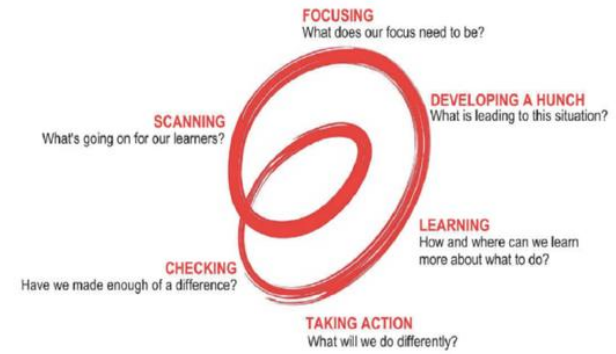 FOCUSING
What does our focus need to be?
DEVELOPING A HUNCH
What is leading to this situation?
SCANNING
What's going on for our learners?
LEARNING
How and where can we learn
more about what to do?
CHECKING
Have we made enough of a difference?
TAKING ACTION
What will we do differently?